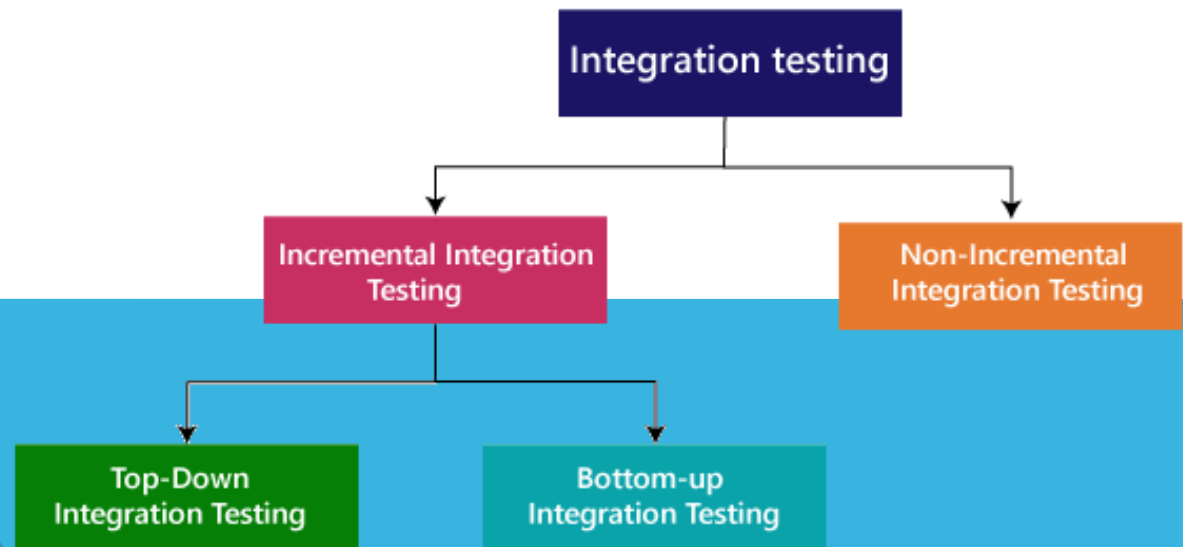 Integration testing
Incremental Integration
Testing
Non-Incremental
Integration Testing
Top-Down
Integration Testing
Bottom-up
Integration Testing